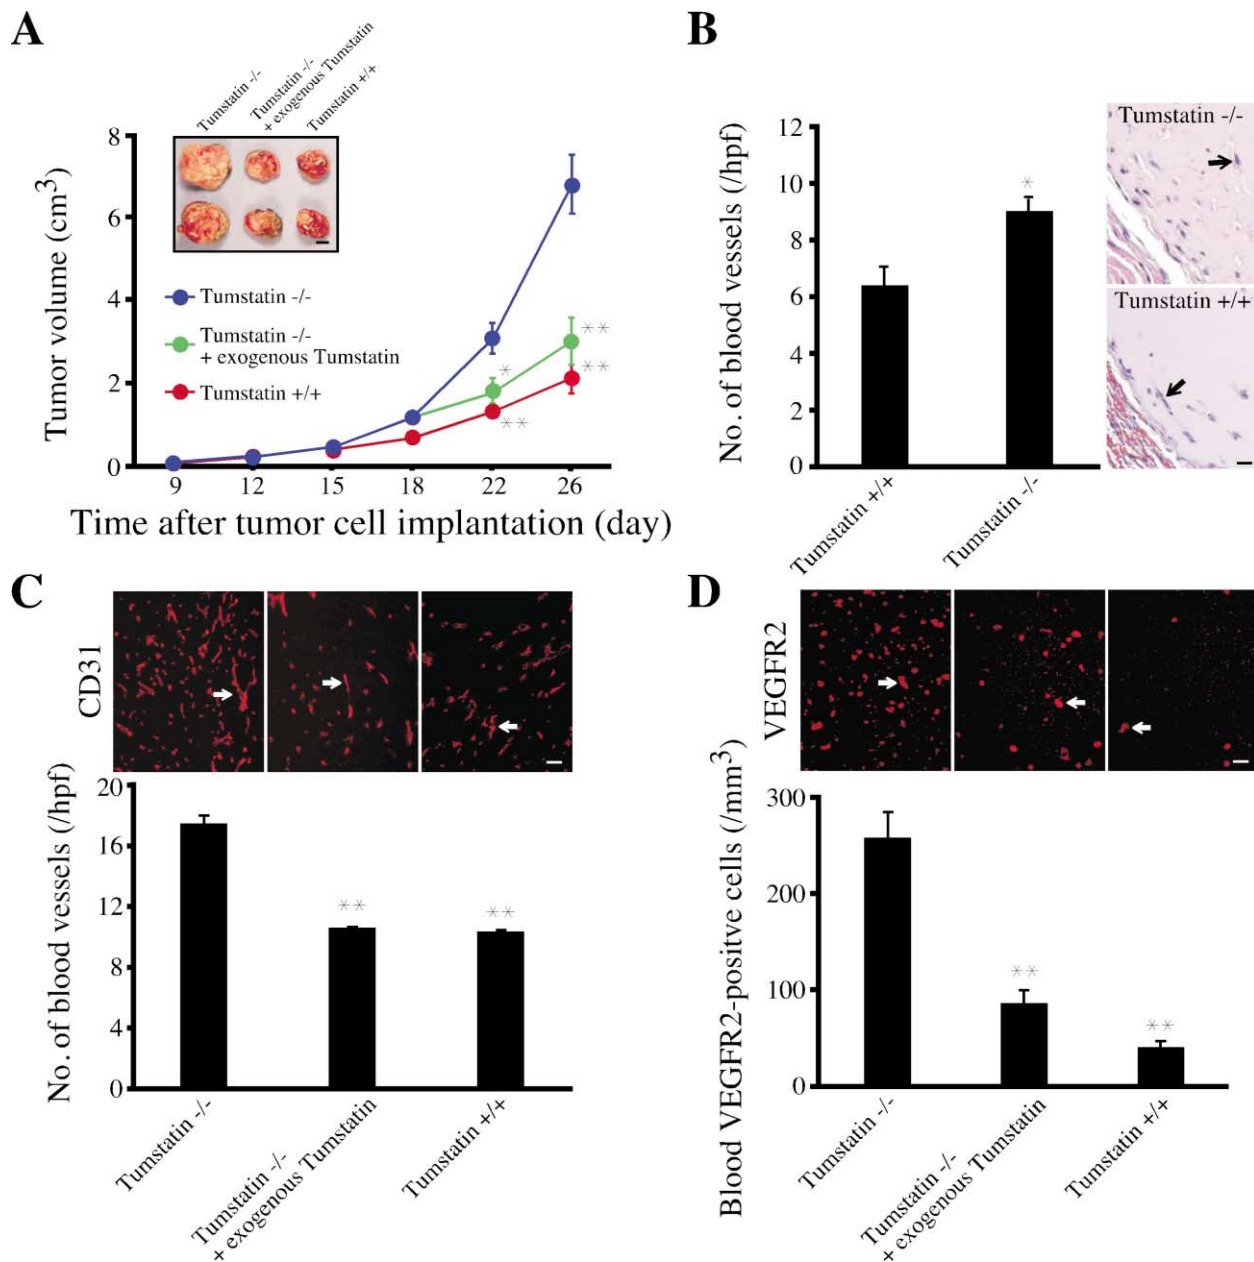 A
Tumstatin -/-
Tumstatin -/-
+ exogenous Tumstatin
Tumstatin +/+
8
6
4
2
0
Tumor volume (cm3)
Tumstatin -/-
Tumstatin -/-
+ exogenous Tumstatin
Tumstatin +/+
*
**
**
**
9 12 15 18 22 26
Time after tumor cell implantation (day)
B
12
10
8
6
4
2
0
No. of blood vessels (/hpf)
*
Tumstatin +/+
Tumstatin -/-
Tumstatin -/-
Tumstatin +/+
C
CD31
20
16
12
8
4
0
No. of blood vessels (/hpf)
**
**
Tumstatin -/-
Tumstatin -/-
+ exogenous Tumstatin
Tumstatin +/+
D
VEGFR2
300
200
100
0
Blood VEGFR2-positve cells (/mm3)
**
**
Tumstatin -/-
Tumstatin -/-
+ exogenous Tumstatin
Tumstatin +/+